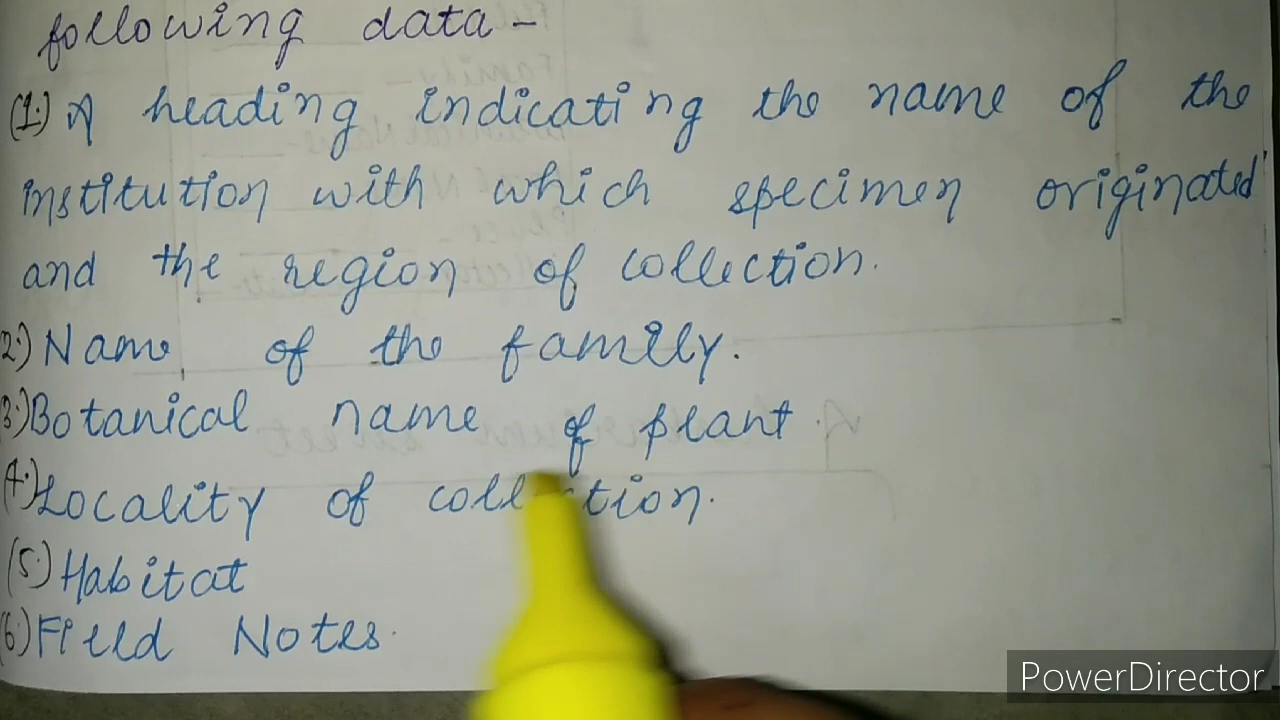 following data -
(1.) A heading indicating the name of the
institution with which specimen originated
and the region of collection.
2.) Name of the family.
3.) Botanical name of plant.
4.) Locality of collection.
(5.) Habitat
6.) Field Notes.
PowerDirector